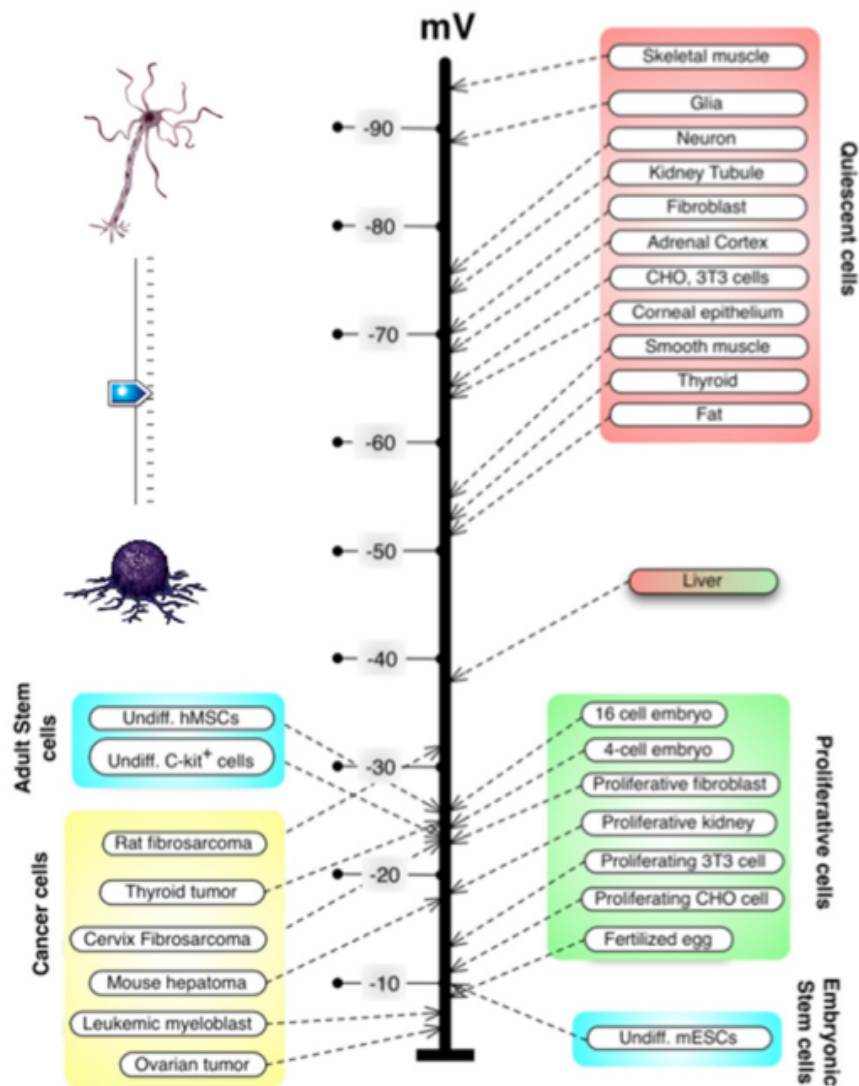 mV
-90
-80
-70
-60
-50
-40
-30
-20
-10
Skeletal muscle
Glia
Neuron
Kidney Tubule
Fibroblast
Adrenal Cortex
CHO, 3T3 cells
Corneal epithelium
Smooth muscle
Thyroid
Fat
Quiescent cells
Liver
Adult Stem
cells
Undiff. hMSCs
Undiff. C-kit⁺ cells
Cancer cells
Rat fibrosarcoma
Thyroid tumor
Cervix Fibrosarcoma
Mouse hepatoma
Leukemic myeloblast
Ovarian tumor
16 cell embryo
4-cell embryo
Proliferative fibroblast
Proliferative kidney
Proliferating 3T3 cell
Proliferating CHO cell
Fertilized egg
Proliferative cells
Undiff. mESCs
Embryonic
Stem cells